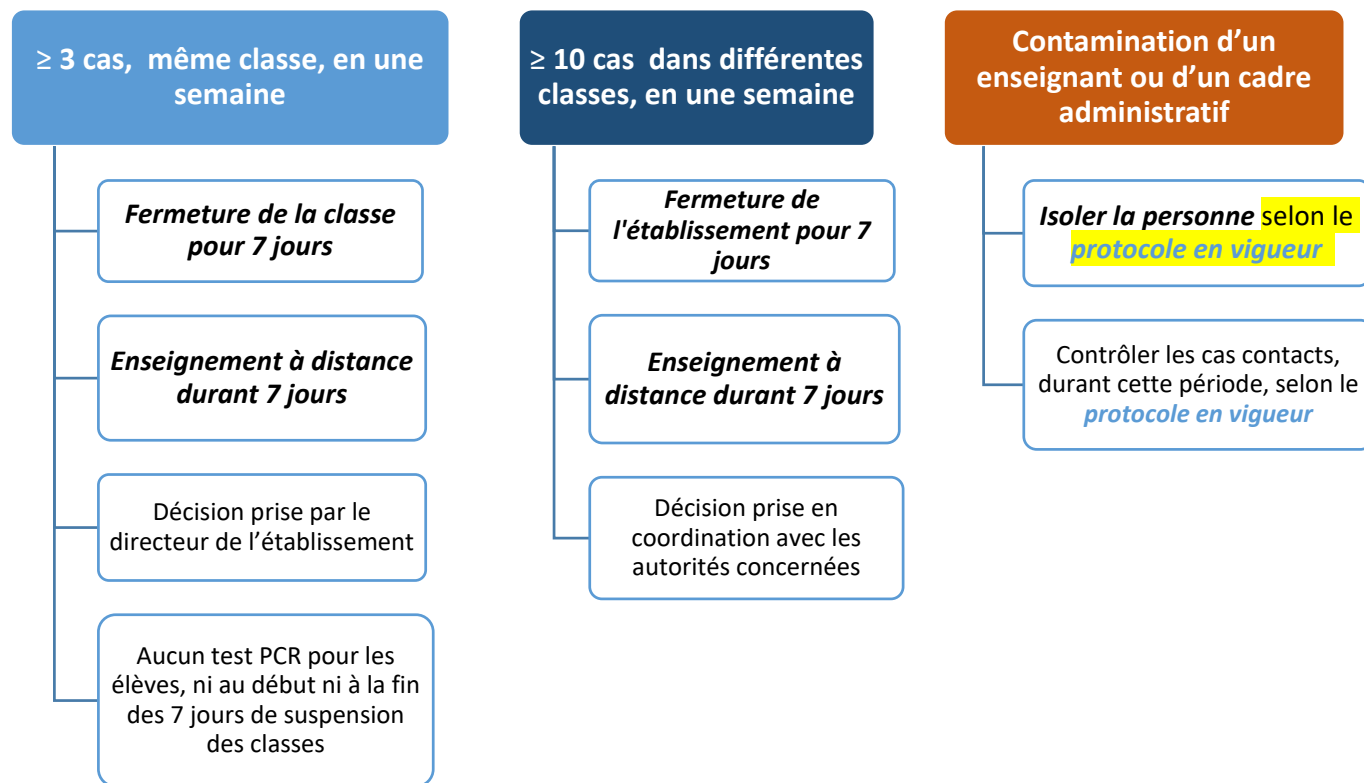 ≥ 3 cas, même classe, en une
semaine
Fermeture de la classe
pour 7 jours
Enseignement à distance
durant 7 jours
Décision prise par le
directeur de l’établissement
Aucun test PCR pour les
élèves, ni au début ni à la fin
des 7 jours de suspension
des classes
≥ 10 cas dans différentes
classes, en une semaine
Fermeture de
l'établissement pour 7
jours
Enseignement à
distance durant 7 jours
Décision prise en
coordination avec les
autorités concernées
Contamination d’un
enseignant ou d’un cadre
administratif
Isoler la personne selon le
protocole en vigueur
Contrôler les cas contacts,
durant cette période, selon le
protocole en vigueur